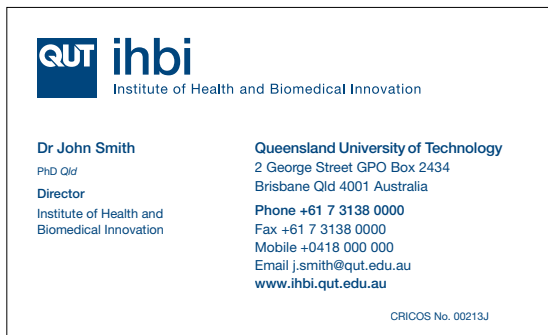 QUT ihbi
Institute of Health and Biomedical Innovation
Dr John Smith
PhD Qld
Director
Institute of Health and
Biomedical Innovation
Queensland University of Technology
2 George Street GPO Box 2434
Brisbane Qld 4001 Australia
Phone +61 7 3138 0000
Fax +61 7 3138 0000
Mobile +0418 000 000
Email j.smith@qut.edu.au
www.ihbi.qut.edu.au
CRICOS No. 00213J